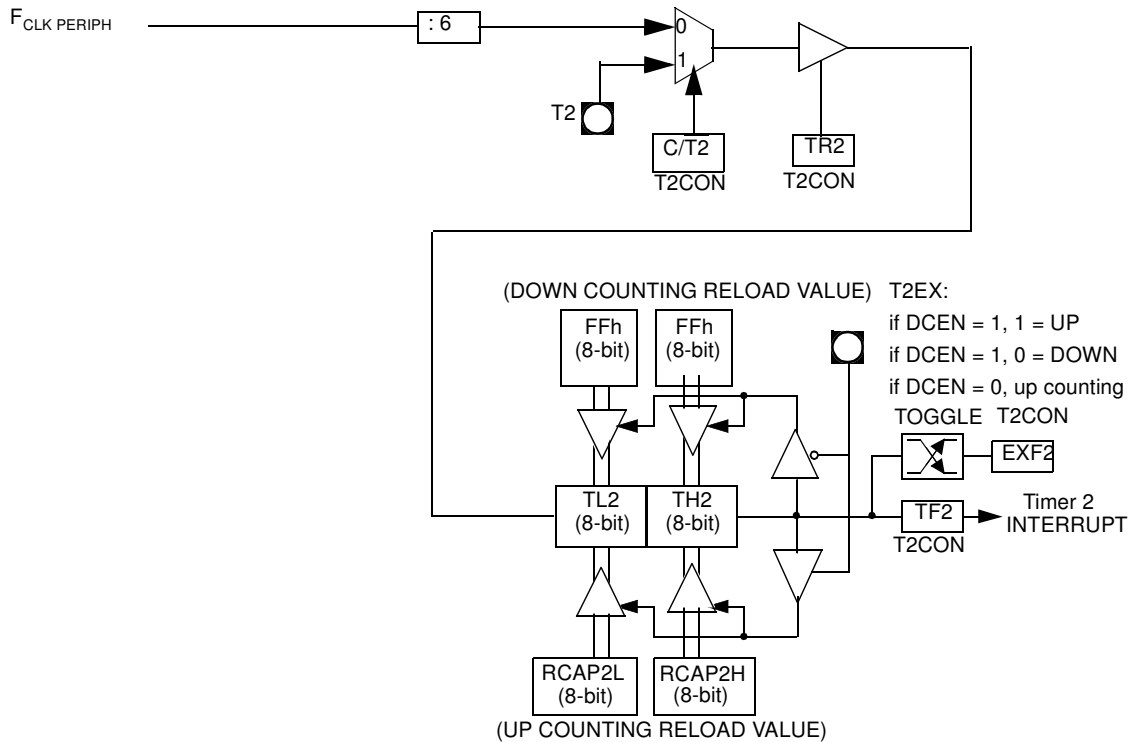 FCLK PERIPH
: 6
0
1
T2
C/T2
TR2
T2CON
T2CON
(DOWN COUNTING RELOAD VALUE)
T2EX:
if DCEN = 1, 1 = UP
if DCEN = 1, 0 = DOWN
if DCEN = 0, up counting
FFh
(8-bit)
FFh
(8-bit)
TOGGLE
T2CON
EXF2
TL2
(8-bit)
TH2
(8-bit)
TF2
T2CON
Timer 2
INTERRUPT
RCAP2L
(8-bit)
RCAP2H
(8-bit)
(UP COUNTING RELOAD VALUE)